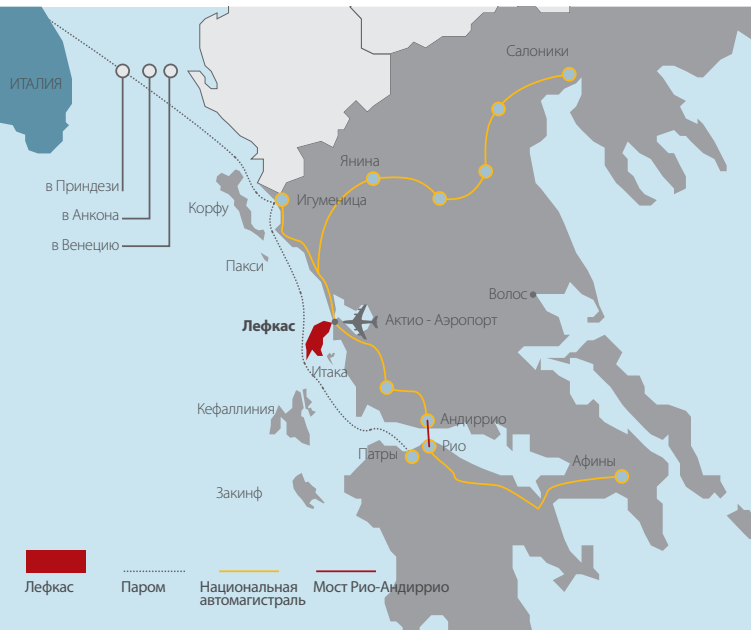 Салоники
ИТАЛИЯ
Янина
в Приндези
Игуменица
Корфу
в Анкона
в Венецию
Пакси
Волос
Лефкас
Актио - Аэропорт
Итака
Кефаллиния
Андиррио
Рио
Патры
Афины
Закинф
Лефкас
Паром
Национальная
автомагистраль
Мост Рио-Андиррио